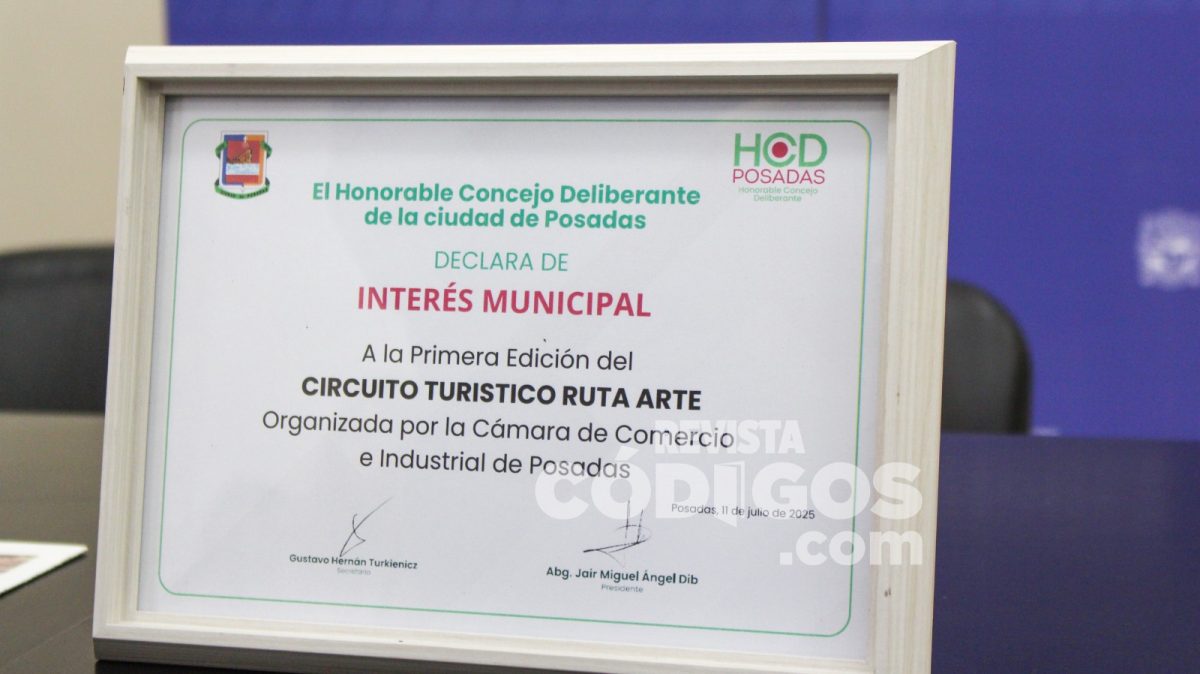 HCD
POSADAS
Honorable Concejo
Deliberante
El Honorable Concejo Deliberante
de la ciudad de Posadas
DECLARA DE
INTERÉS MUNICIPAL
A la Primera Edición del
CIRCUITO TURISTICO RUTA ARTE
Organizada por la Cámara de Comercio
e Industrial de Posadas
Posadas, 11 de julio de 2025
Gustavo Hernán Turkienicz
Secretario
Abg. Jair Miguel Ángel Dib
Presidente
REVISTA
CÓDIGOS
.com